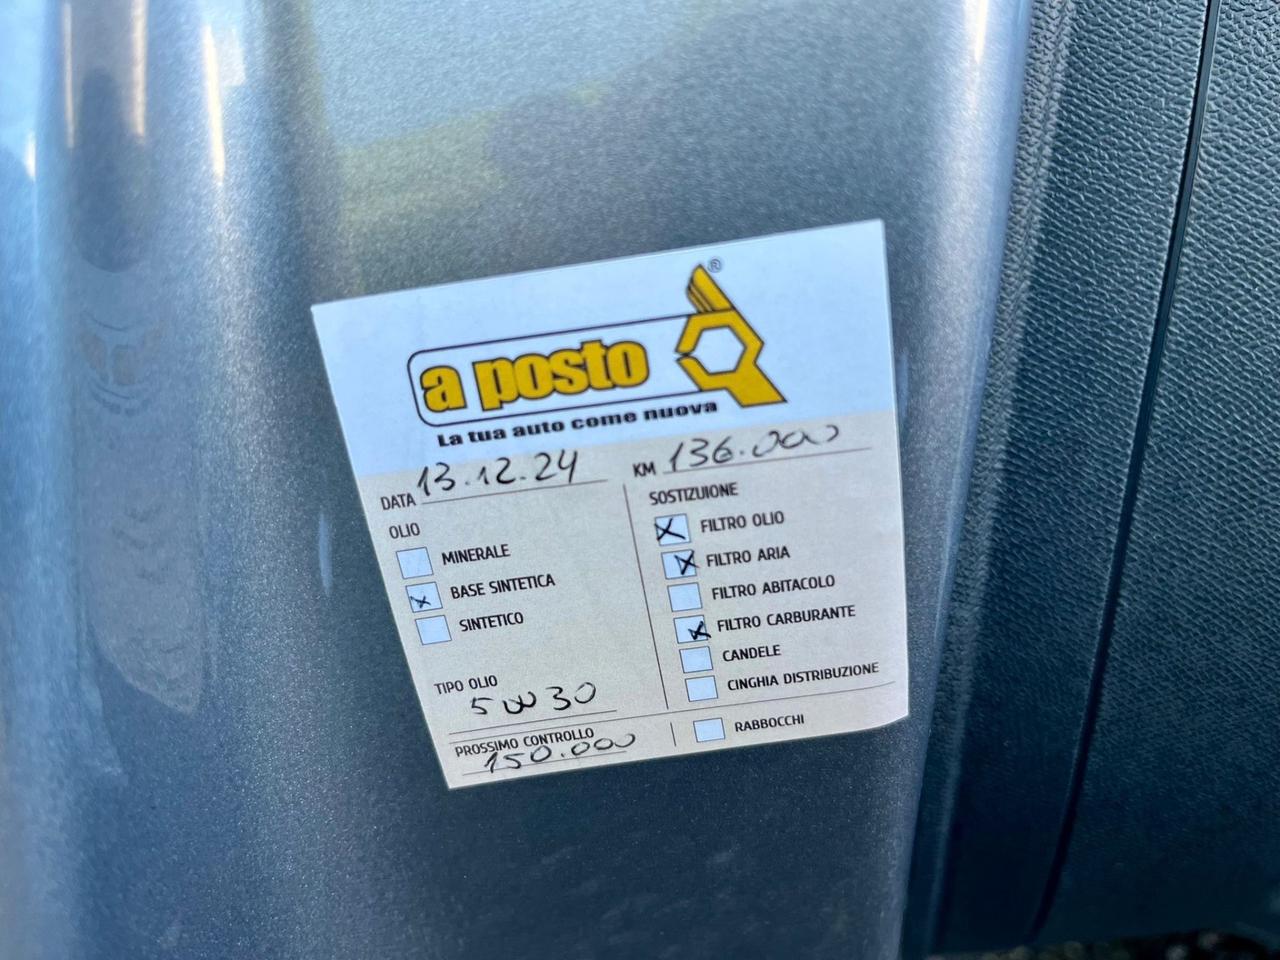 ®
a posto
La tua auto come nuova
DATA 13.12.24 KM 136.000
OLIO
MINERALE
BASE SINTETICA
SINTETICO
TIPO OLIO
5W30
PROSSIMO CONTROLLO
150.000
SOSTIZUIONE
FILTRO OLIO
FILTRO ARIA
FILTRO ABITACOLO
FILTRO CARBURANTE
CANDELE
CINGHIA DISTRIBUZIONE
RABBOCCHI